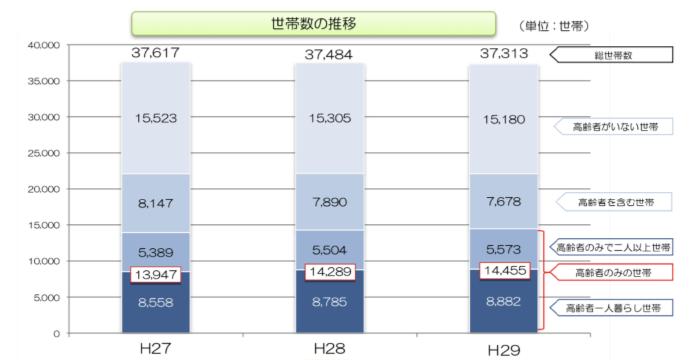 世帯数の推移
（単位：世帯）
40,000
35,000
30,000
25,000
20,000
15,000
10,000
5,000
0
37,617
15,523
8,147
5,389
13,947
8,558
H27
37,484
15,305
7,890
5,504
14,289
8,785
H28
37,313
15,180
7,678
5,573
14,455
8,882
H29
総世帯数
高齢者がいない世帯
高齢者を含む世帯
高齢者のみで二人以上世帯
高齢者のみの世帯
高齢者一人暮らし世帯